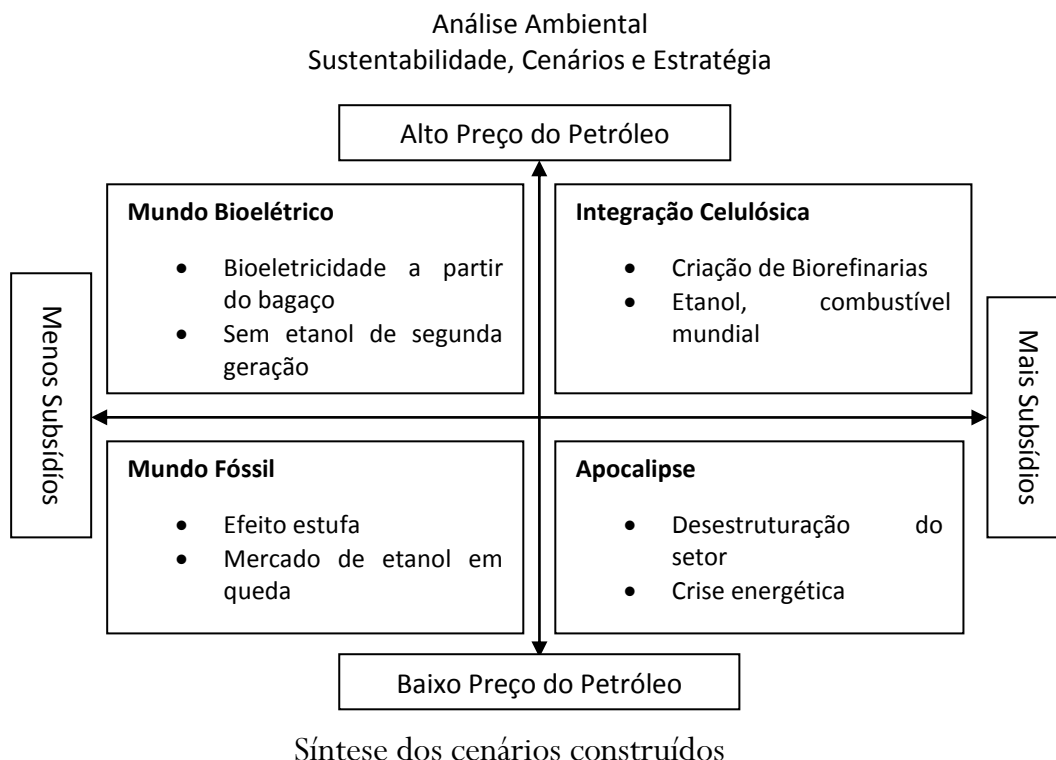 Análise Ambiental
Sustentabilidade, Cenários e Estratégia
Alto Preço do Petróleo
Mundo Bioelétrico
• Bioeletricidade a partir
do bagaço
• Sem etanol de segunda
geração
Integração Celulósica
• Criação de Biorefinarias
• Etanol, combustível
mundial
Menos Subsídíos
Mais Subsídios
Mundo Fóssil
• Efeito estufa
• Mercado de etanol em
queda
Apocalipse
• Desestruturação do
setor
• Crise energética
Baixo Preço do Petróleo
Síntese dos cenários construídos